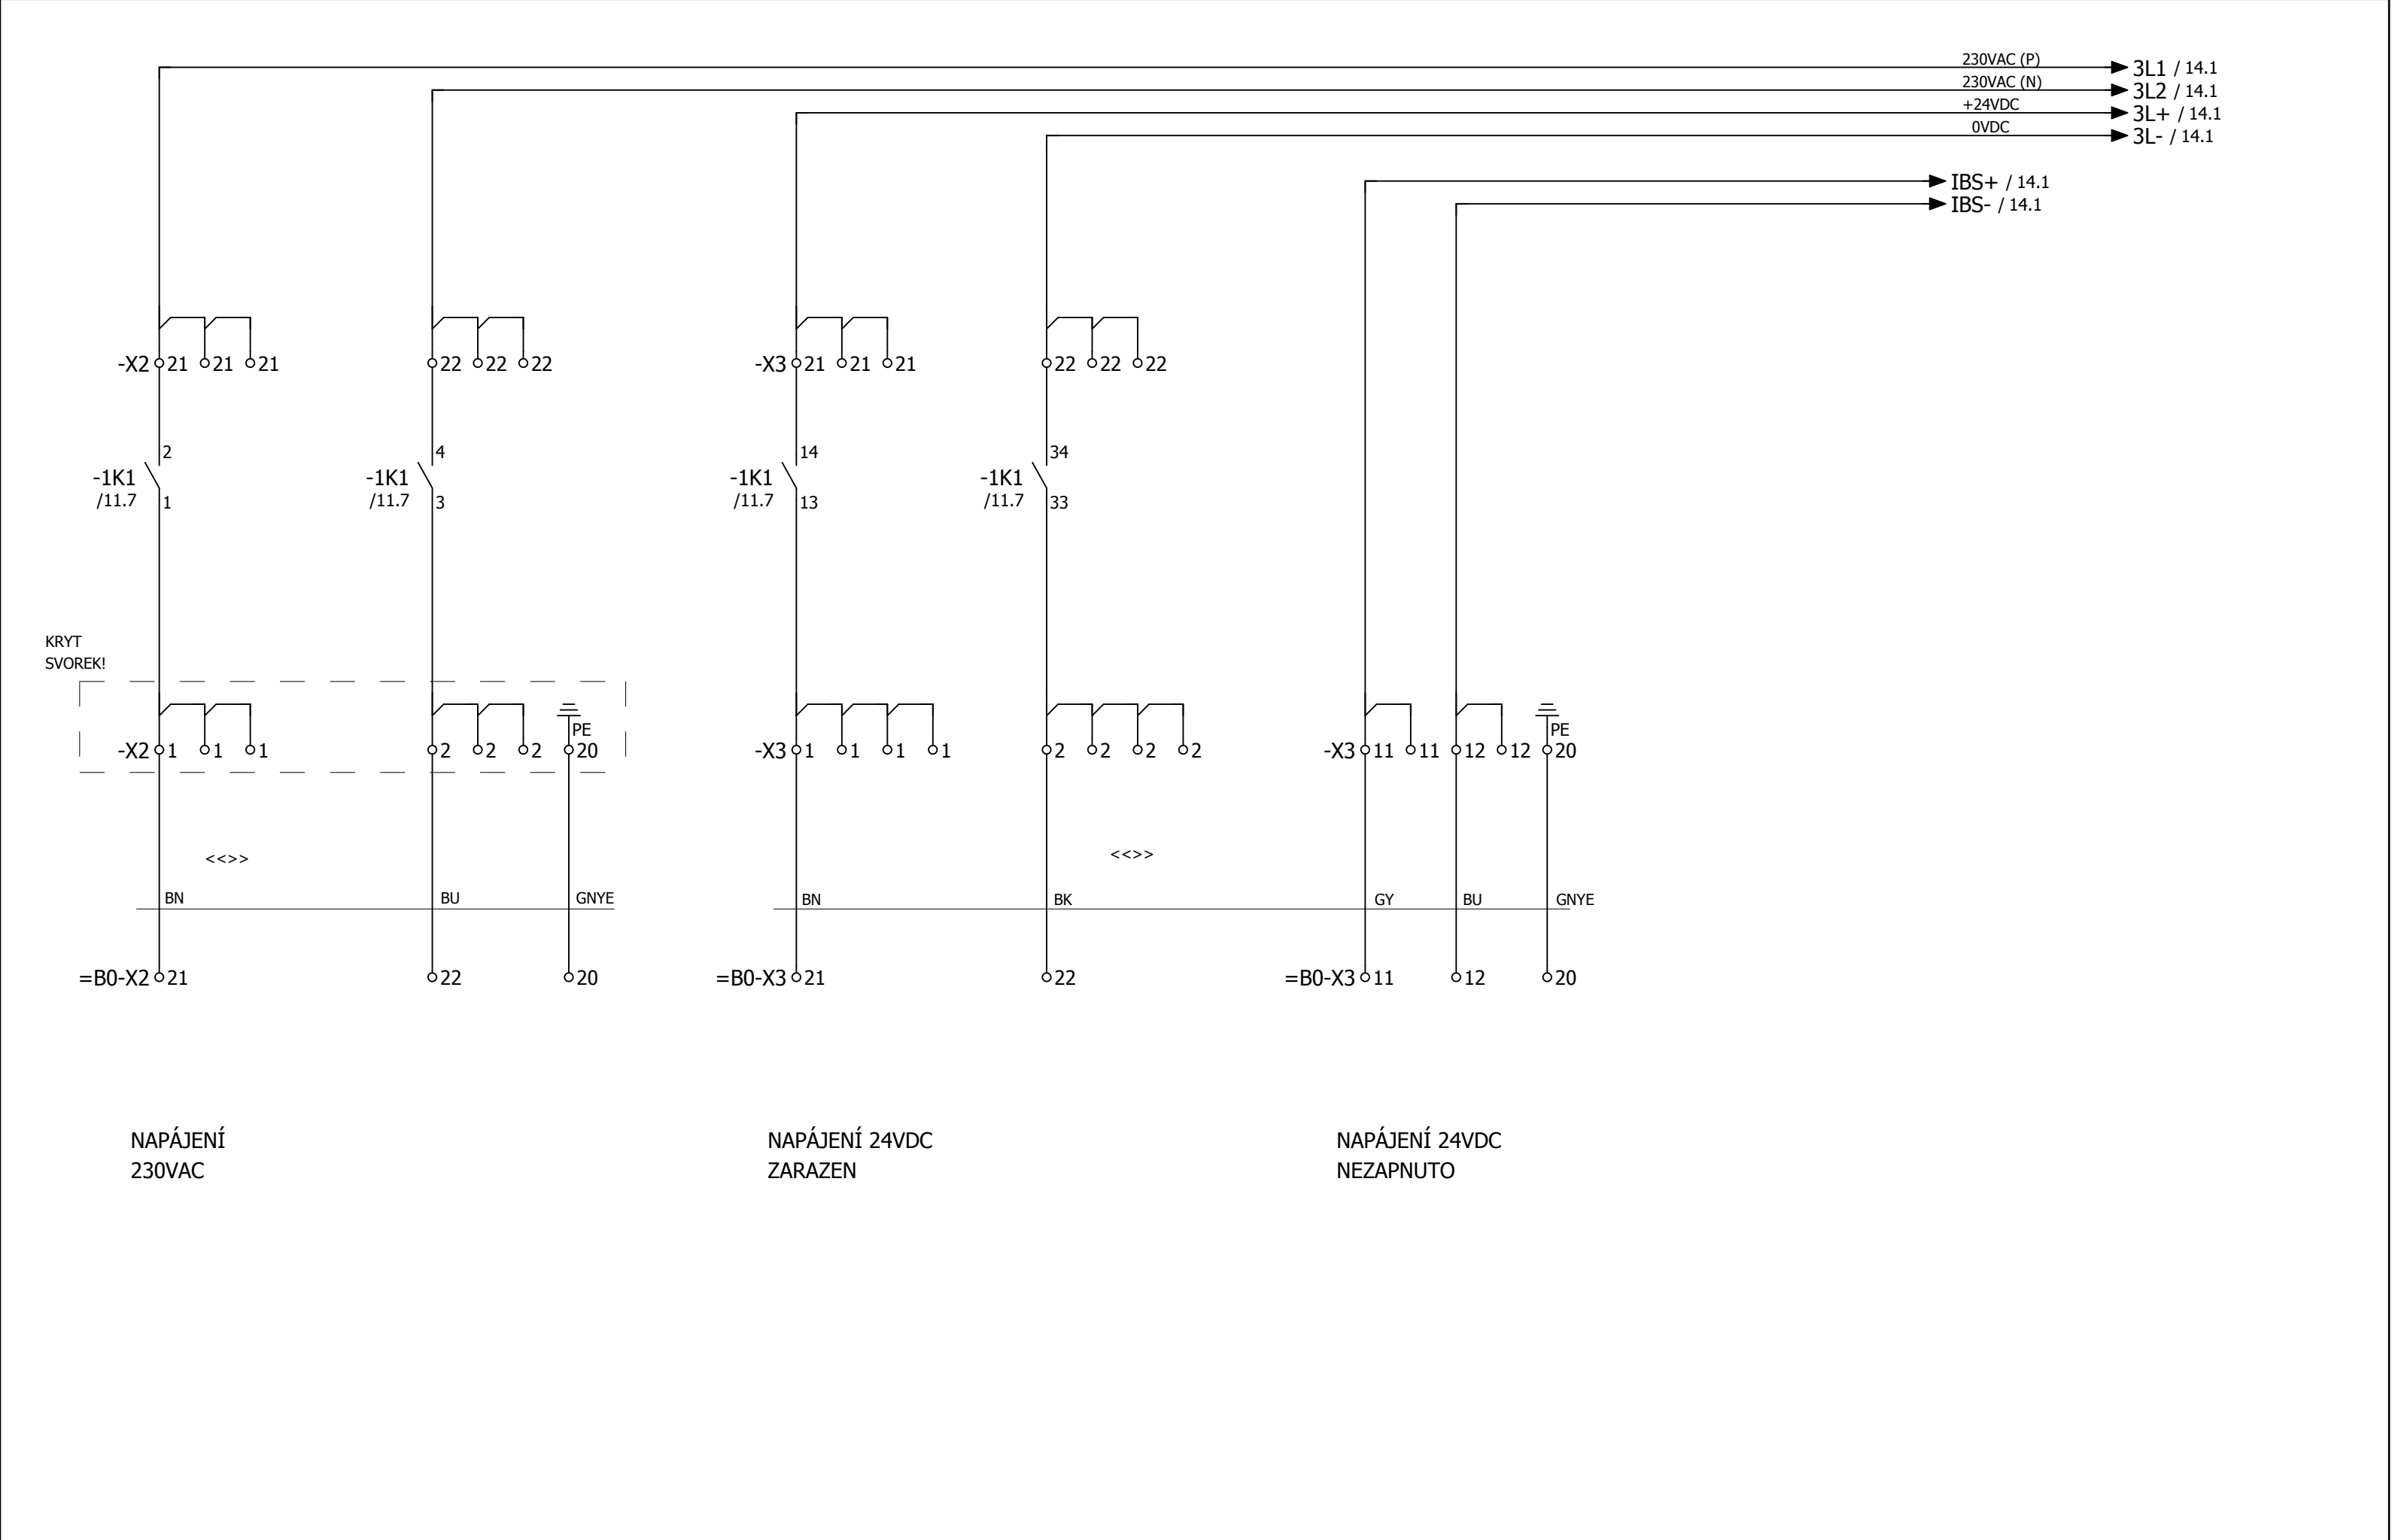 230VAC (P) 3L1 / 14.1
230VAC (N) 3L2 / 14.1
+24VDC 3L+ / 14.1
0VDC 3L- / 14.1
IBS+ / 14.1
IBS- / 14.1
-X2 21 21 21 22 22 22 -X3 21 21 21 22 22 22
2 4 14 34
-1K1 -1K1 -1K1 -1K1
/11.7 1 /11.7 3 /11.7 13 /11.7 33
KRYT
SVOREK!
PE PE
-X2 1 1 1 2 2 2 20 -X3 1 1 1 1 2 2 2 2 -X3 11 11 12 12 20
<<>> <<>>
BN BU GNYE BN BK GY BU GNYE
=B0-X2 21 22 20 =B0-X3 21 22 =B0-X3 11 12 20
NAPÁJENÍ NAPÁJENÍ 24VDC NAPÁJENÍ 24VDC
230VAC ZARAZEN NEZAPNUTO